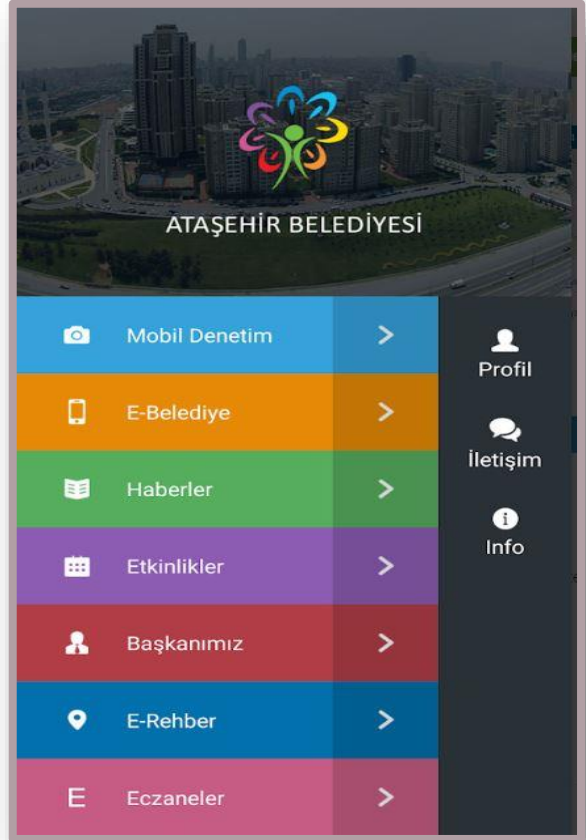 ATAŞEHİR BELEDİYESİ
Mobil Denetim
E-Belediye
Haberler
Etkinlikler
Başkanımız
E-Rehber
E Eczaneler
Profil
İletişim
Info